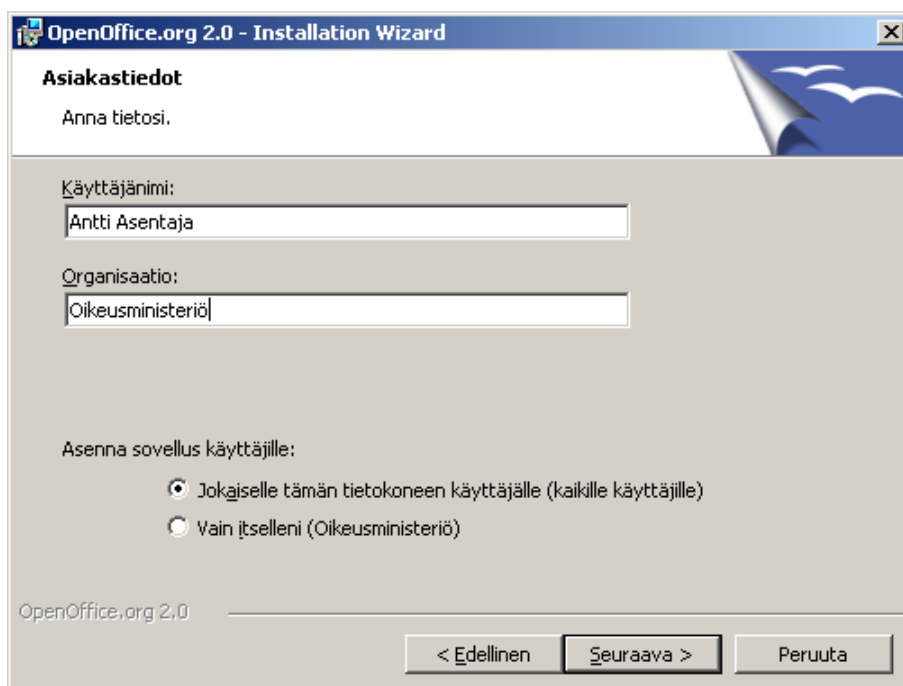 OpenOffice.org 2.0 - Installation Wizard
Asiakastiedot
Anna tietosi.
Käyttäjänimi:
Antti Asentaja
Organisaatio:
Oikeusministeriö
Asenna sovellus käyttäjille:
Jokaiselle tämän tietokoneen käyttäjälle (kaikille käyttäjille)
Vain itselleni (Oikeusministeriö)
OpenOffice.org 2.0
< Edellinen
Seuraava >
Peruuta